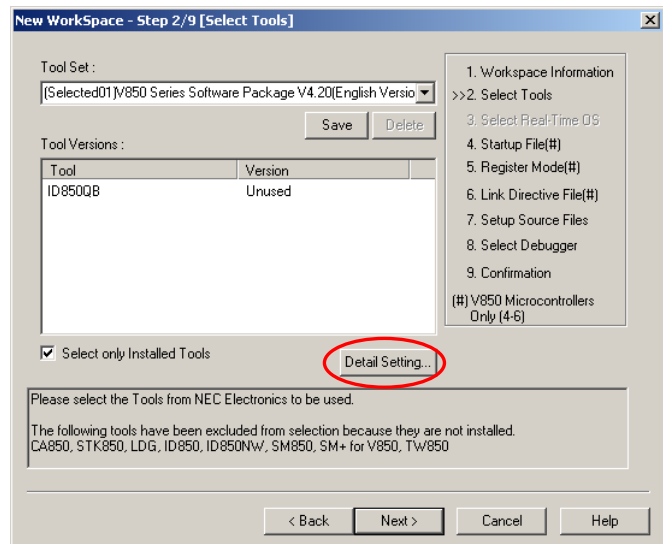 New WorkSpace - Step 2/9 [Select Tools]
Tool Set :
(Selected01)V850 Series Software Package V4.20(English Versio
Save
Delete
Tool Versions :
Tool
Version
ID850QB
Unused
Select only Installed Tools
Detail Setting...
1. Workspace Information
>>2. Select Tools
3. Select Real-Time OS
4. Startup File(#)
5. Register Mode(#)
6. Link Directive File(#)
7. Setup Source Files
8. Select Debugger
9. Confirmation
(#) V850 Microcontrollers
Only (4-6)
Please select the Tools from NEC Electronics to be used.
The following tools have been excluded from selection because they are not installed.
CA850, STK850, LDG, ID850, ID850NW, SM850, SM+ for V850, TW850
< Back
Next >
Cancel
Help